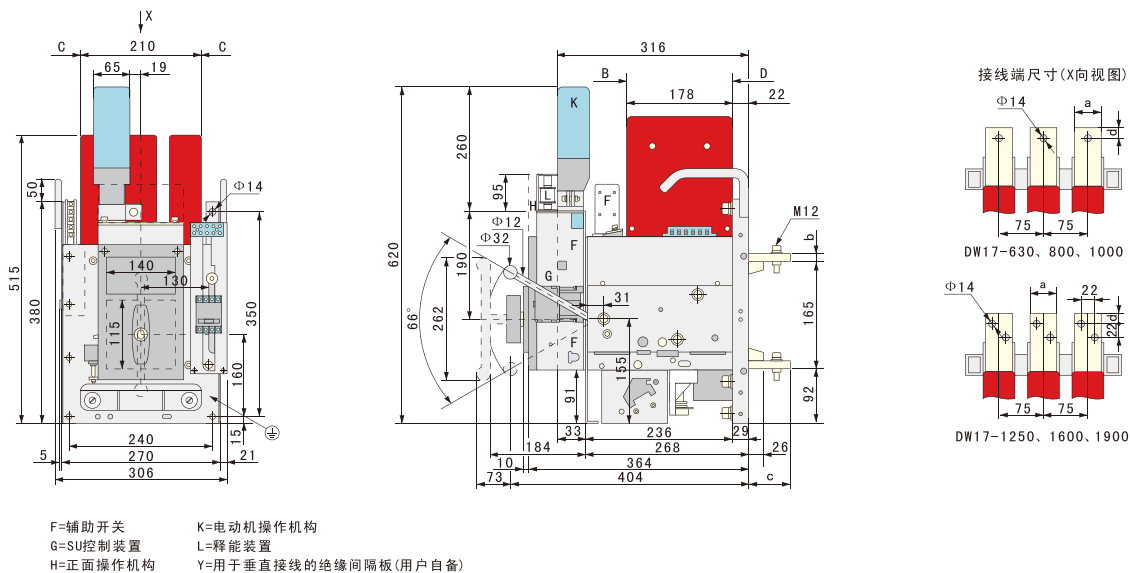 X
C
210
C
65
19
50
Φ14
140
130
115
515
380
350
160
15
240
5
270
21
306
316
B
D
178
22
K
260
95
L
H
F
Φ12
Φ32
F
G
M12
b
620
190
262
66°
31
165
F
155
91
92
33
236
29
184
268
26
10
364
73
404
c
接线端尺寸(X向视图)
Φ14
a
d
75
75
DW17-630、800、1000
Φ14
a
22
d
22
75
75
DW17-1250、1600、1900
F=辅助开关
K=电动机操作机构
G=SU控制装置
L=释能装置
H=正面操作机构
Y=用于垂直接线的绝缘间隔板(用户自备)